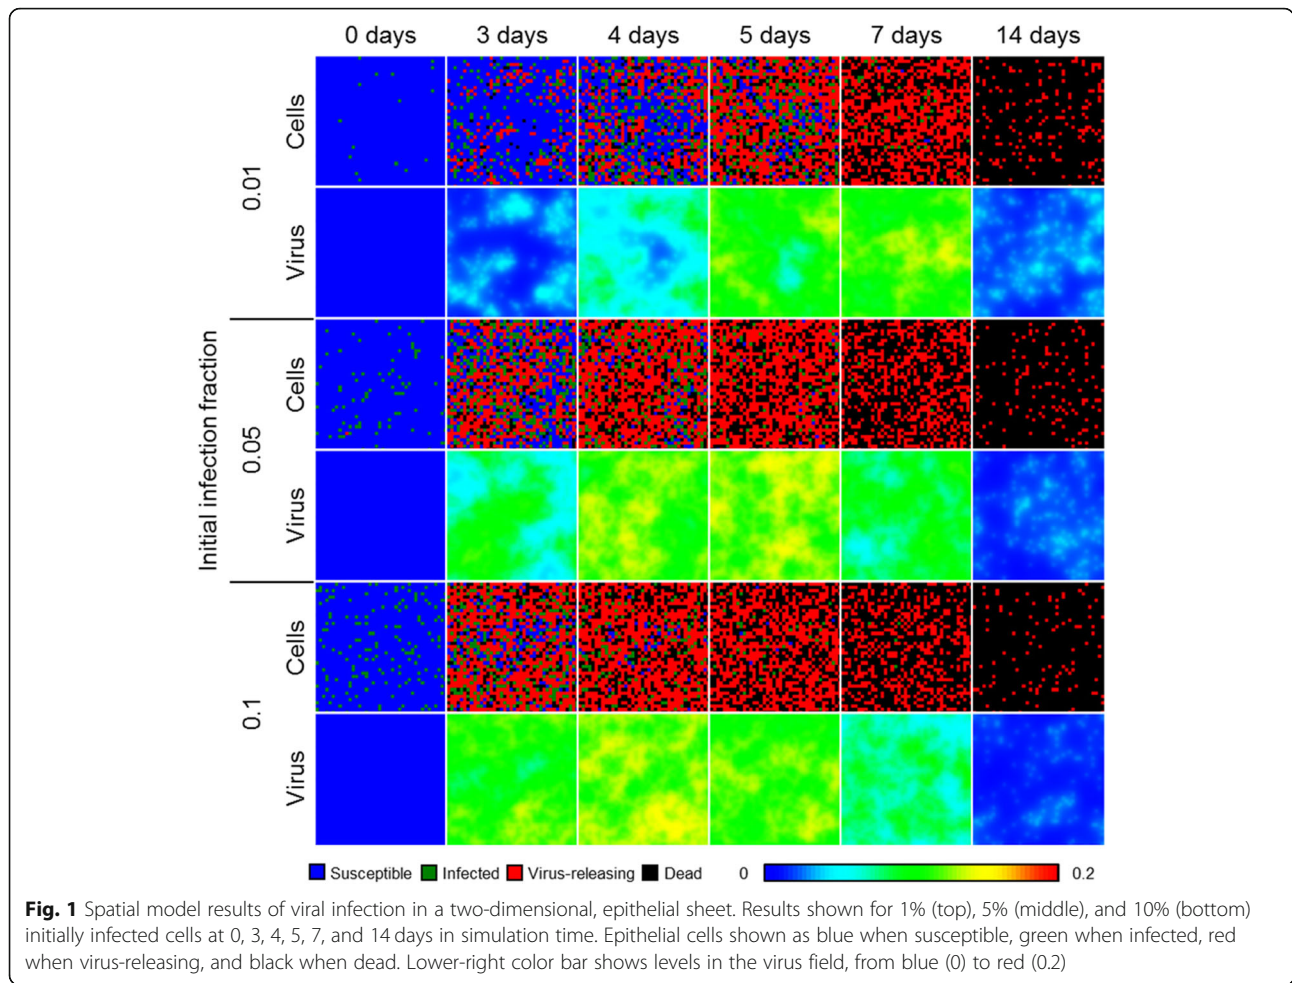 0 days 3 days 4 days 5 days 7 days 14 days
Initial infection fraction
0.01
Cells
Virus
0.05
Cells
Virus
0.1
Cells
Virus
Susceptible Infected Virus-releasing Dead 0 0.2
Fig. 1 Spatial model results of viral infection in a two-dimensional, epithelial sheet. Results shown for 1% (top), 5% (middle), and 10% (bottom)
initially infected cells at 0, 3, 4, 5, 7, and 14 days in simulation time. Epithelial cells shown as blue when susceptible, green when infected, red
when virus-releasing, and black when dead. Lower-right color bar shows levels in the virus field, from blue (0) to red (0.2)